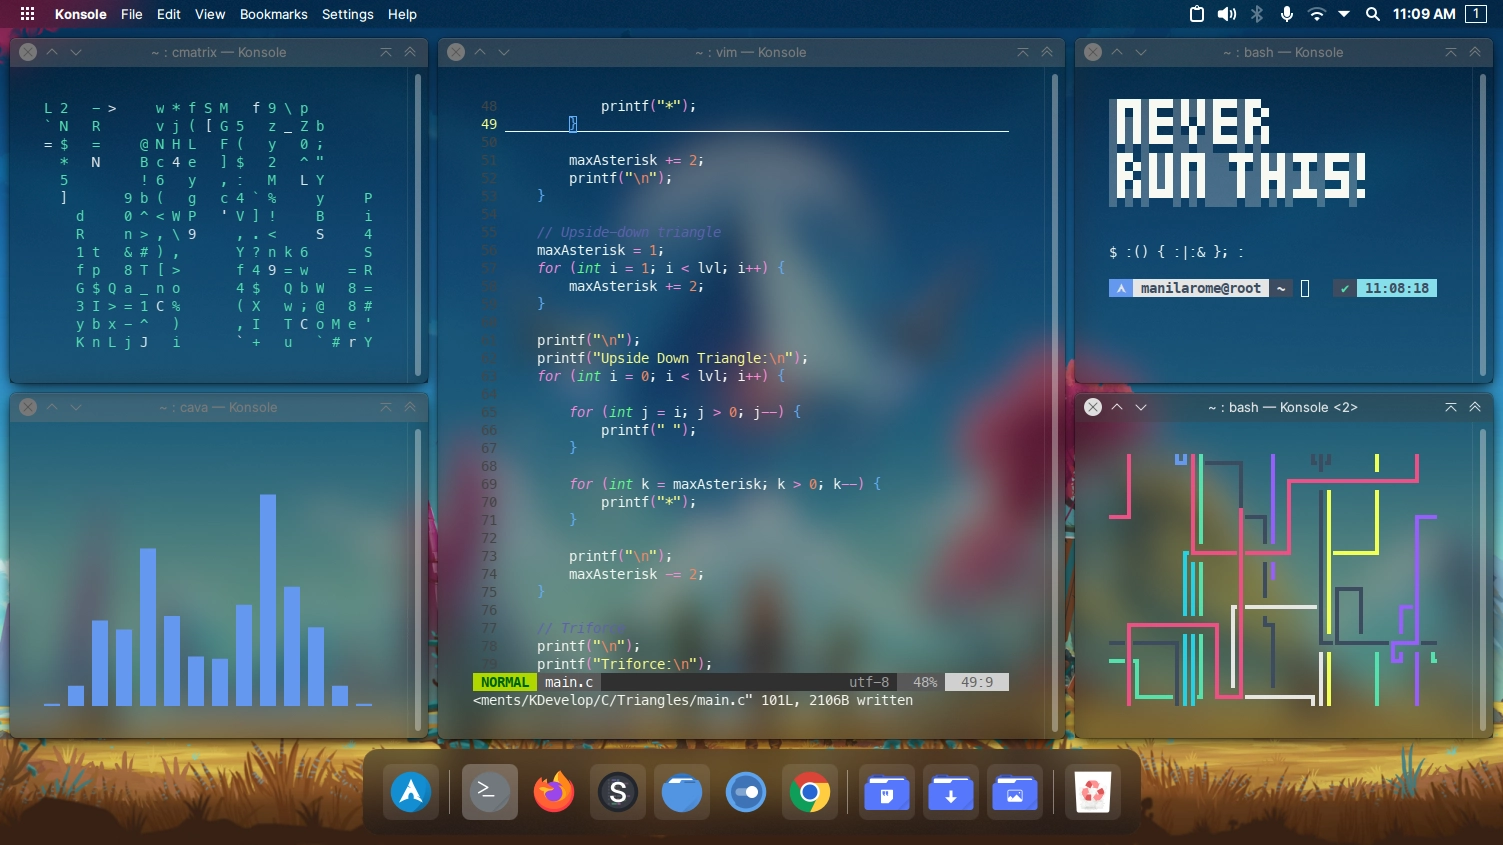 Konsole File Edit View Bookmarks Settings Help 11:09 AM 1
~ : cmatrix — Konsole
L 2 - > w * f S M f 9 \ p
` N R v j ( [ G 5 z _ Z b
= $ = @ N H L F ( y 0 ;
* N B c 4 e ] $ 2 ^ "
5 ! 6 y , : M L Y
] 9 b ( g c 4 ` % y P
d 0 ^ < W P ' V ] ! B i
R n > , \ 9 , . < S 4
1 t & # ) , Y ? n k 6 S
f p 8 T [ > f 4 9 = w = R
G $ Q a _ n o 4 $ Q b W 8 =
3 I > = 1 C % ( X w ; @ 8 #
y b x - ^ ) , I T C o M e '
K n L j J i ` + u ` # r Y
~ : cava — Konsole
~ : vim — Konsole
48 printf("*");
49 }
50
51 maxAsterisk += 2;
52 printf("\n");
53 }
54
55 // Upside-down triangle
56 maxAsterisk = 1;
57 for (int i = 1; i < lvl; i++) {
58 maxAsterisk += 2;
}
printf("\n");
printf("Upside Down Triangle:\n");
63 for (int i = 0; i < lvl; i++) {
64
65 for (int j = i; j > 0; j--) {
66 printf(" ");
67 }
68
69 for (int k = maxAsterisk; k > 0; k--) {
70 printf("*");
71 }
72
73 printf("\n");
74 maxAsterisk -= 2;
75 }
76
77 // Triforce
78 printf("\n");
79 printf("Triforce:\n");
NORMAL main.c utf-8 48% 49:9
<ments/KDevelop/C/Triangles/main.c" 101L, 2106B written
~ : bash — Konsole
NEVER
RUN THIS!
$ :() { :|:& }; :
manilarome@root ~ ✔ 11:08:18
~ : bash — Konsole <2>
S